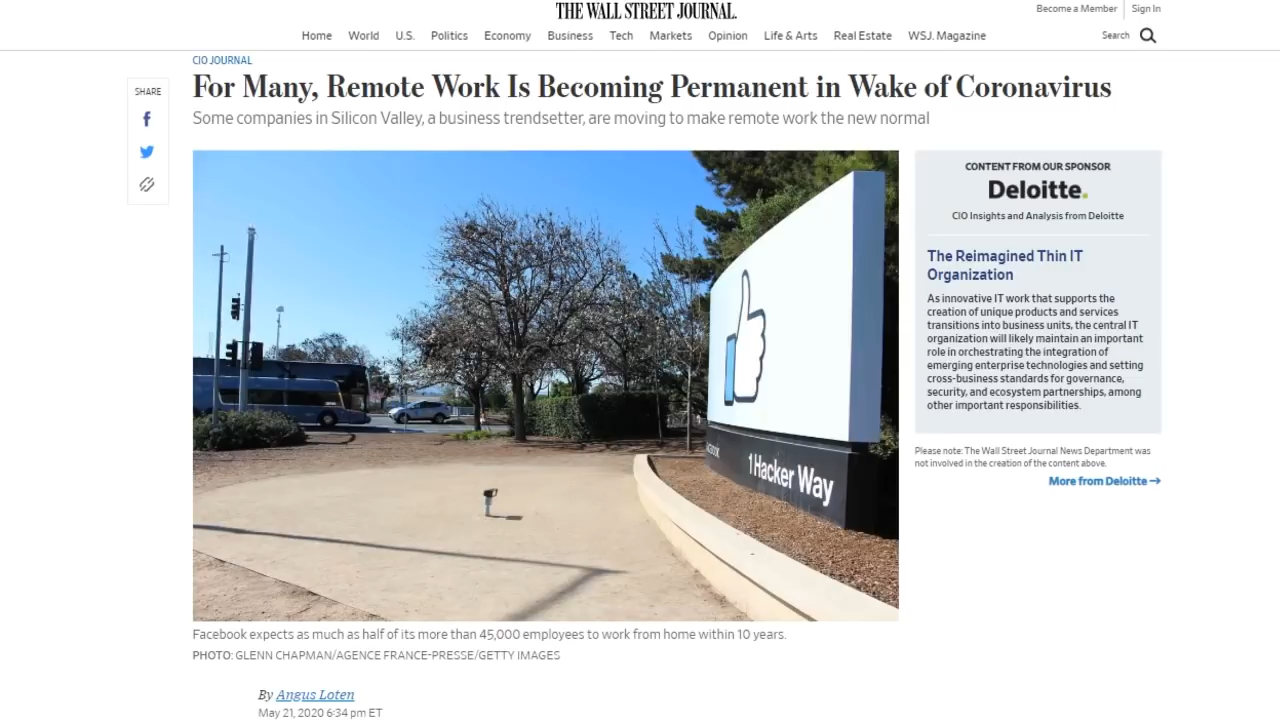 THE WALL STREET JOURNAL.
Become a Member
Sign In
Home World U.S. Politics Economy Business Tech Markets Opinion Life & Arts Real Estate WSJ. Magazine
Search
CIO JOURNAL
For Many, Remote Work Is Becoming Permanent in Wake of Coronavirus
Some companies in Silicon Valley, a business trendsetter, are moving to make remote work the new normal
SHARE
1 Hacker Way
CONTENT FROM OUR SPONSOR
Deloitte.
CIO Insights and Analysis from Deloitte
The Reimagined Thin IT
Organization
As innovative IT work that supports the
creation of unique products and services
transitions into business units, the central IT
organization will likely maintain an important
role in orchestrating the integration of
emerging enterprise technologies and setting
cross-business standards for governance,
security, and ecosystem partnerships, among
other important responsibilities.
Please note: The Wall Street Journal News Department was
not involved in the creation of the content above.
More from Deloitte →
Facebook expects as much as half of its more than 45,000 employees to work from home within 10 years.
PHOTO: GLENN CHAPMAN/AGENCE FRANCE-PRESSE/GETTY IMAGES
By Angus Loten
May 21, 2020 6:34 pm ET